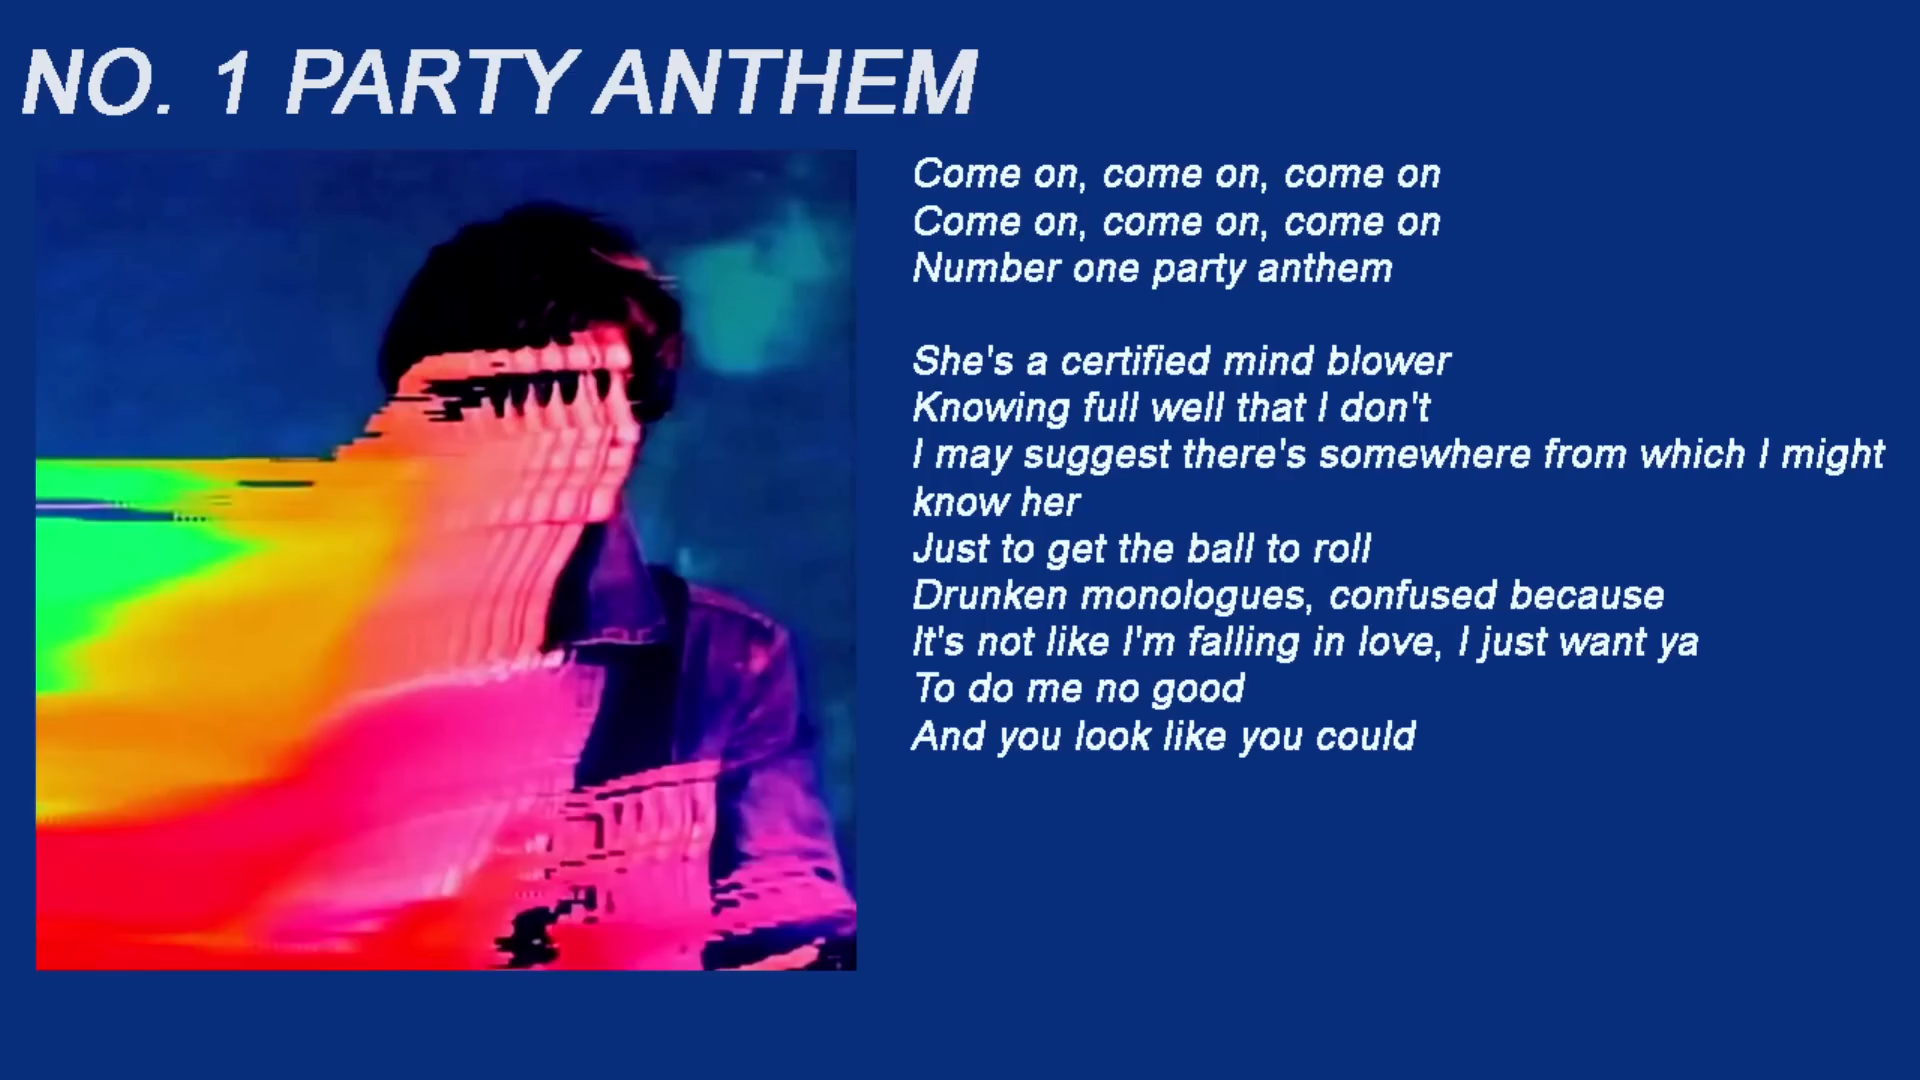 NO. 1 PARTY ANTHEM
Come on, come on, come on
Come on, come on, come on
Number one party anthem
She's a certified mind blower
Knowing full well that I don't
I may suggest there's somewhere from which I might
know her
Just to get the ball to roll
Drunken monologues, confused because
It's not like I'm falling in love, I just want ya
To do me no good
And you look like you could